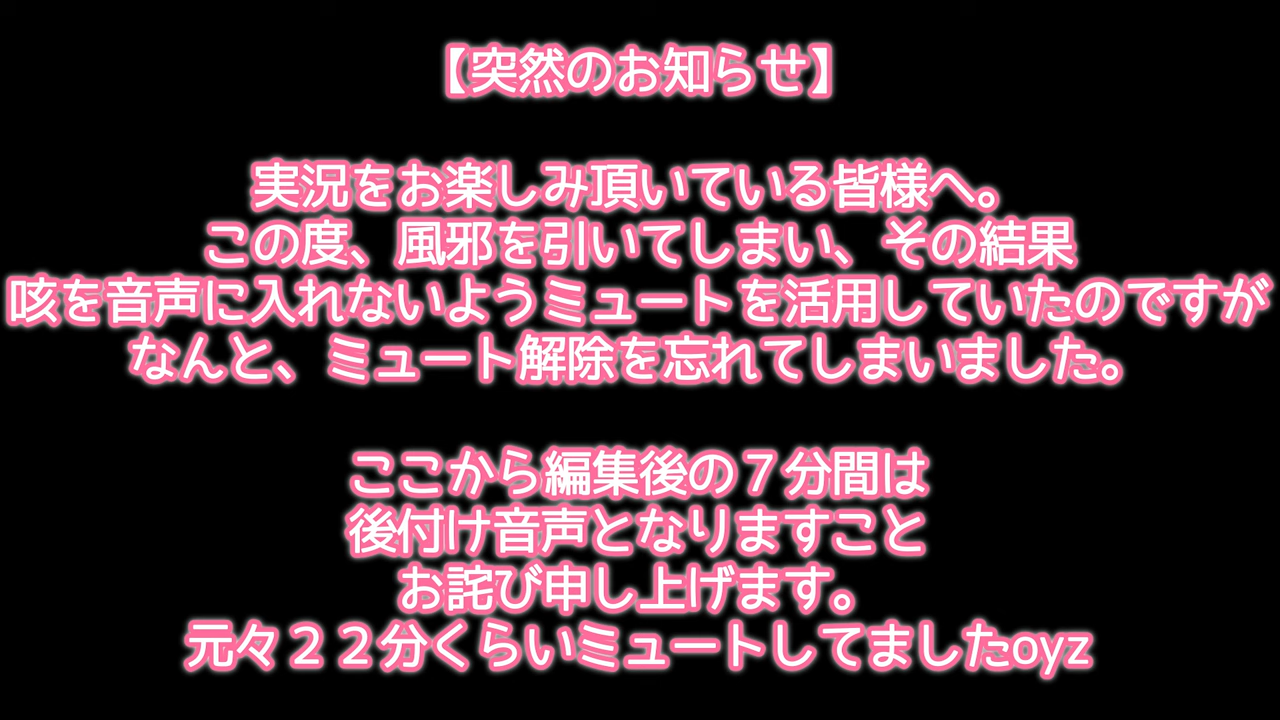 【突然のお知らせ】
実況をお楽しみ頂いている皆様へ。
この度、風邪を引いてしまい、その結果
咳を音声に入れないようミュートを活用していたのですが
なんと、ミュート解除を忘れてしまいました。
ここから編集後の７分間は
後付け音声となりますこと
お詫び申し上げます。
元々２２分くらいミュートしてましたoyz